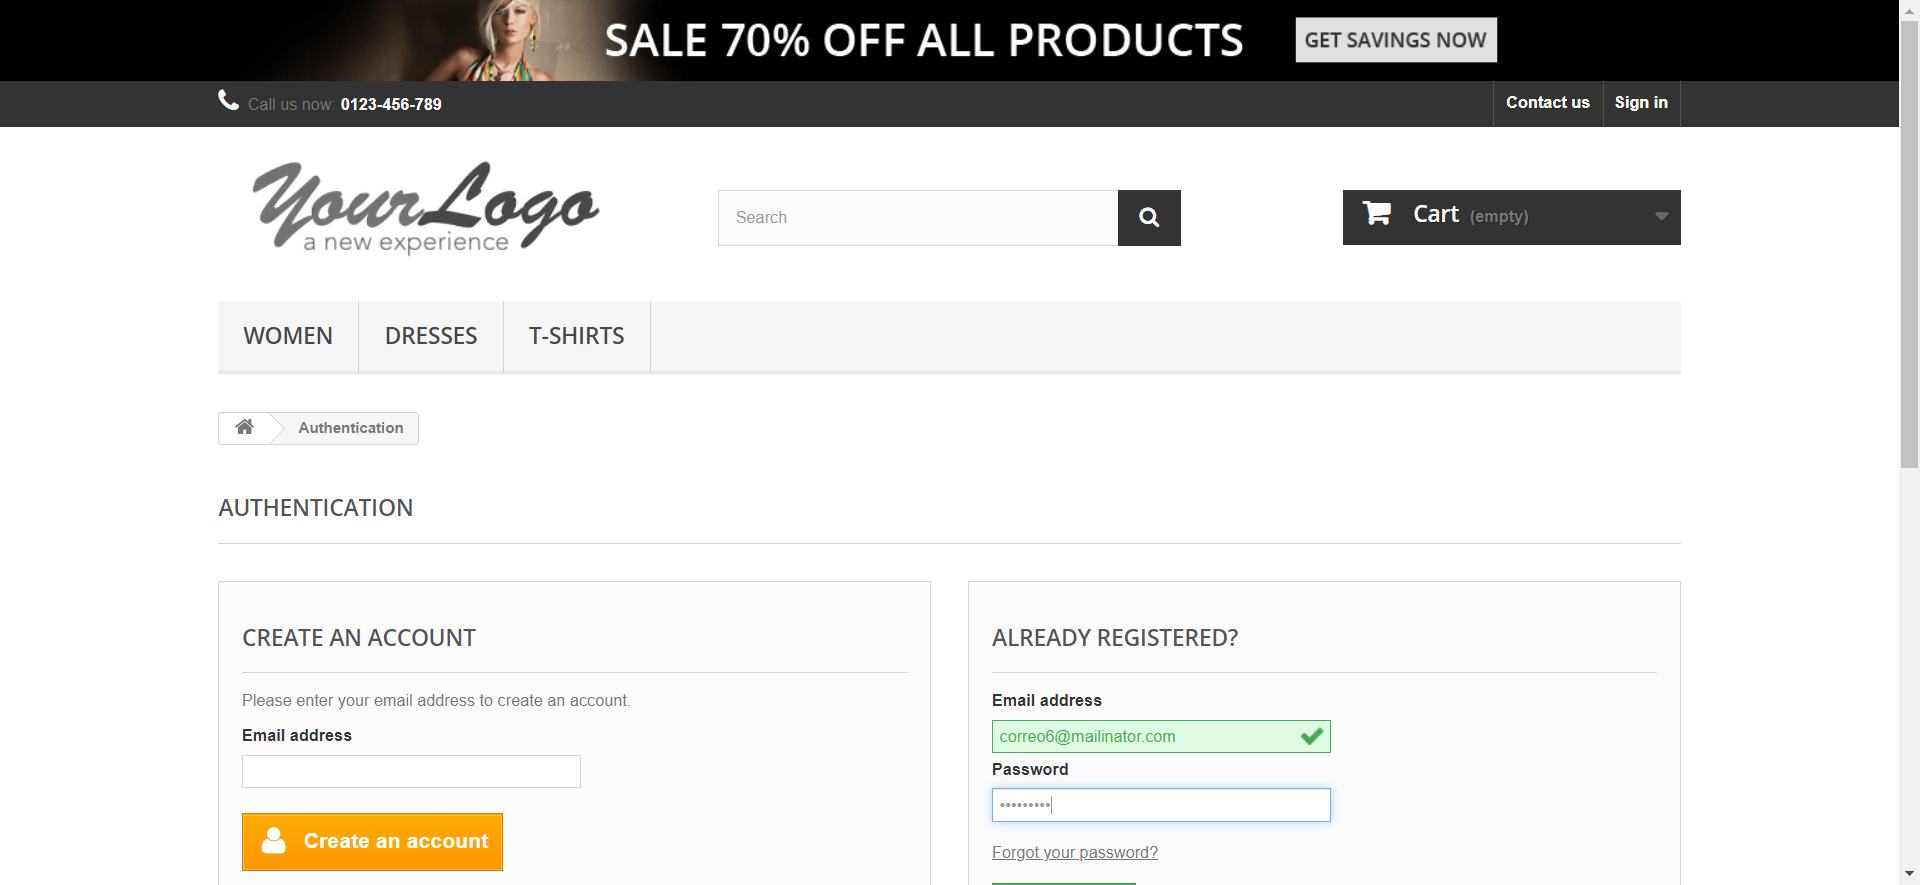 SALE 70% OFF ALL PRODUCTS GET SAVINGS NOW
Call us now: 0123-456-789 Contact us Sign in
Your Logo
a new experience
Search
Cart (empty)
WOMEN DRESSES T-SHIRTS
Authentication
AUTHENTICATION
CREATE AN ACCOUNT
Please enter your email address to create an account.
Email address
Create an account
ALREADY REGISTERED?
Email address
correo6@mailinator.com
Password
•••••••••
Forgot your password?